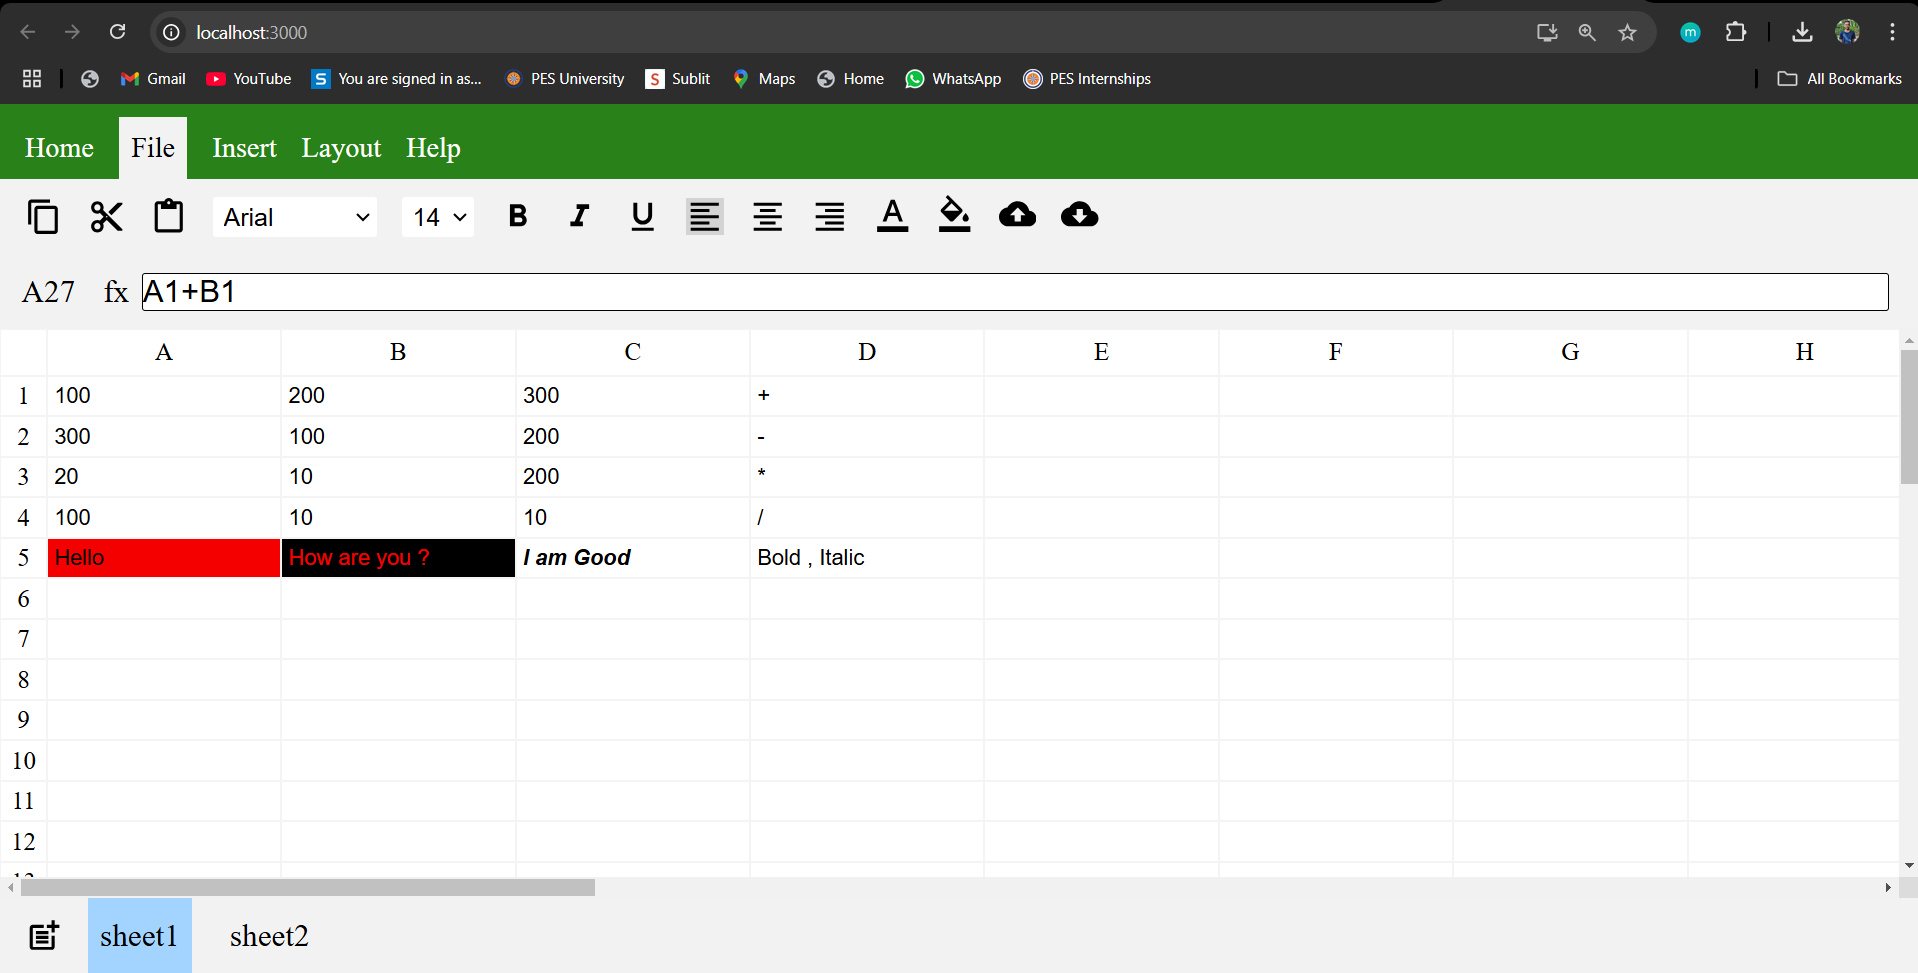 localhost:3000
m
Gmail YouTube S You are signed in as... PES University S Sublit Maps Home WhatsApp PES Internships All Bookmarks
Home File Insert Layout Help
Arial 14 B I U A
A27 fx A1+B1
A B C D E F G H
1 100 200 300 +
2 300 100 200 -
3 20 10 200 *
4 100 10 10 /
5 Hello How are you ? I am Good Bold , Italic
6
7
8
9
10
11
12
sheet1 sheet2